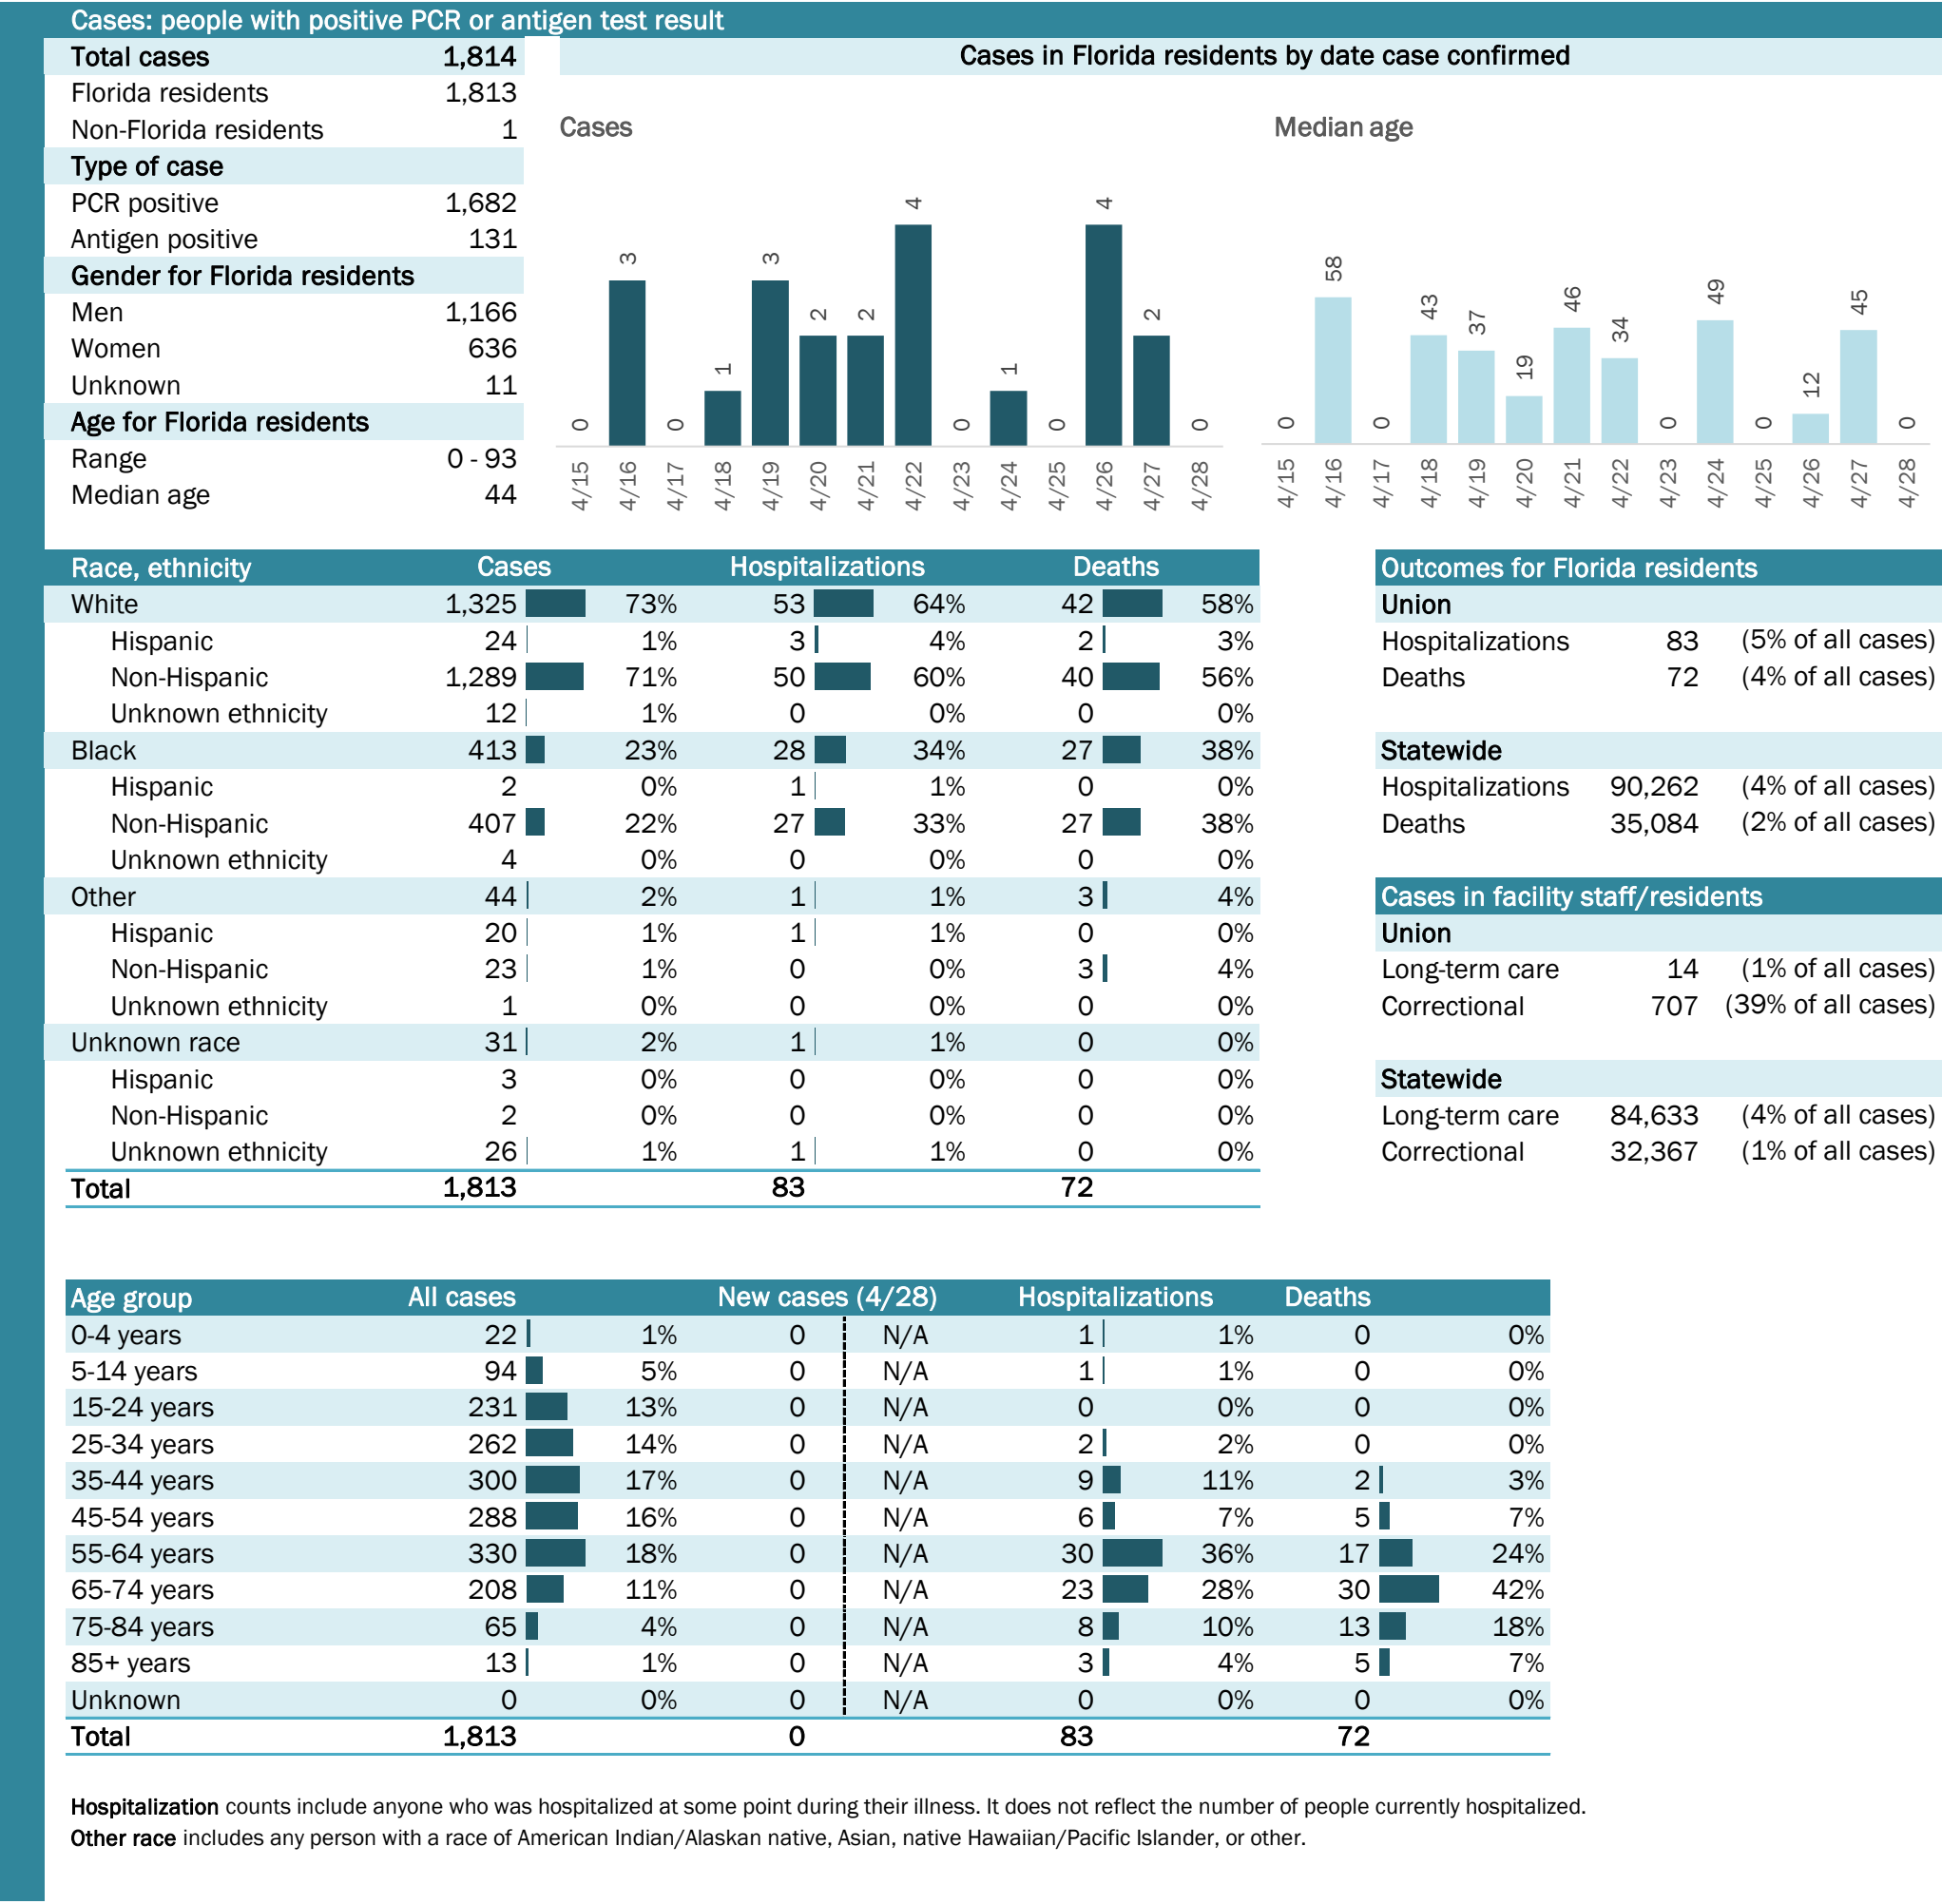 Cases: people with positive PCR or antigen test result
Total cases 1,814
Florida residents 1,813
Non-Florida residents 1
Type of case
PCR positive 1,682
Antigen positive 131
Gender for Florida residents
Men 1,166
Women 636
Unknown 11
Age for Florida residents
Range 0 - 93
Median age 44
Cases in Florida residents by date case confirmed
Cases
0 3 0 1 3 2 2 4 0 1 0 4 2 0
4/15 4/16 4/17 4/18 4/19 4/20 4/21 4/22 4/23 4/24 4/25 4/26 4/27 4/28
Median age
0 58 0 43 37 19 46 34 0 49 0 12 45 0
4/15 4/16 4/17 4/18 4/19 4/20 4/21 4/22 4/23 4/24 4/25 4/26 4/27 4/28
Race, ethnicity Cases Hospitalizations Deaths
White 1,325 73% 53 64% 42 58%
Hispanic 24 1% 3 4% 2 3%
Non-Hispanic 1,289 71% 50 60% 40 56%
Unknown ethnicity 12 1% 0 0% 0 0%
Black 413 23% 28 34% 27 38%
Hispanic 2 0% 1 1% 0 0%
Non-Hispanic 407 22% 27 33% 27 38%
Unknown ethnicity 4 0% 0 0% 0 0%
Other 44 2% 1 1% 3 4%
Hispanic 20 1% 1 1% 0 0%
Non-Hispanic 23 1% 0 0% 3 4%
Unknown ethnicity 1 0% 0 0% 0 0%
Unknown race 31 2% 1 1% 0 0%
Hispanic 3 0% 0 0% 0 0%
Non-Hispanic 2 0% 0 0% 0 0%
Unknown ethnicity 26 1% 1 1% 0 0%
Total 1,813 83 72
Outcomes for Florida residents
Union
Hospitalizations 83 (5% of all cases)
Deaths 72 (4% of all cases)
Statewide
Hospitalizations 90,262 (4% of all cases)
Deaths 35,084 (2% of all cases)
Cases in facility staff/residents
Union
Long-term care 14 (1% of all cases)
Correctional 707 (39% of all cases)
Statewide
Long-term care 84,633 (4% of all cases)
Correctional 32,367 (1% of all cases)
Age group All cases New cases (4/28) Hospitalizations Deaths
0-4 years 22 1% 0 N/A 1 1% 0 0%
5-14 years 94 5% 0 N/A 1 1% 0 0%
15-24 years 231 13% 0 N/A 0 0% 0 0%
25-34 years 262 14% 0 N/A 2 2% 0 0%
35-44 years 300 17% 0 N/A 9 11% 2 3%
45-54 years 288 16% 0 N/A 6 7% 5 7%
55-64 years 330 18% 0 N/A 30 36% 17 24%
65-74 years 208 11% 0 N/A 23 28% 30 42%
75-84 years 65 4% 0 N/A 8 10% 13 18%
85+ years 13 1% 0 N/A 3 4% 5 7%
Unknown 0 0% 0 N/A 0 0% 0 0%
Total 1,813 0 83 72
Hospitalization counts include anyone who was hospitalized at some point during their illness. It does not reflect the number of people currently hospitalized.
Other race includes any person with a race of American Indian/Alaskan native, Asian, native Hawaiian/Pacific Islander, or other.